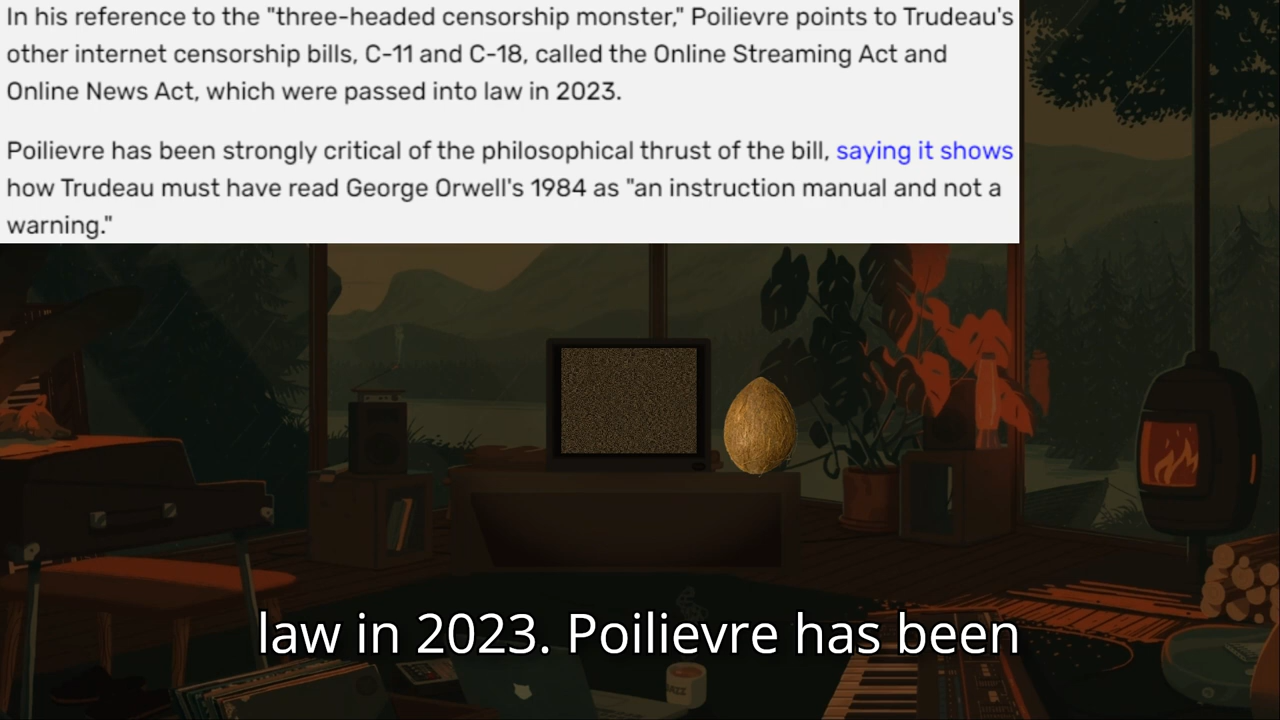 In his reference to the "three-headed censorship monster," Poilievre points to Trudeau's
other internet censorship bills, C-11 and C-18, called the Online Streaming Act and
Online News Act, which were passed into law in 2023.
Poilievre has been strongly critical of the philosophical thrust of the bill, saying it shows
how Trudeau must have read George Orwell's 1984 as "an instruction manual and not a
warning."
law in 2023. Poilievre has been